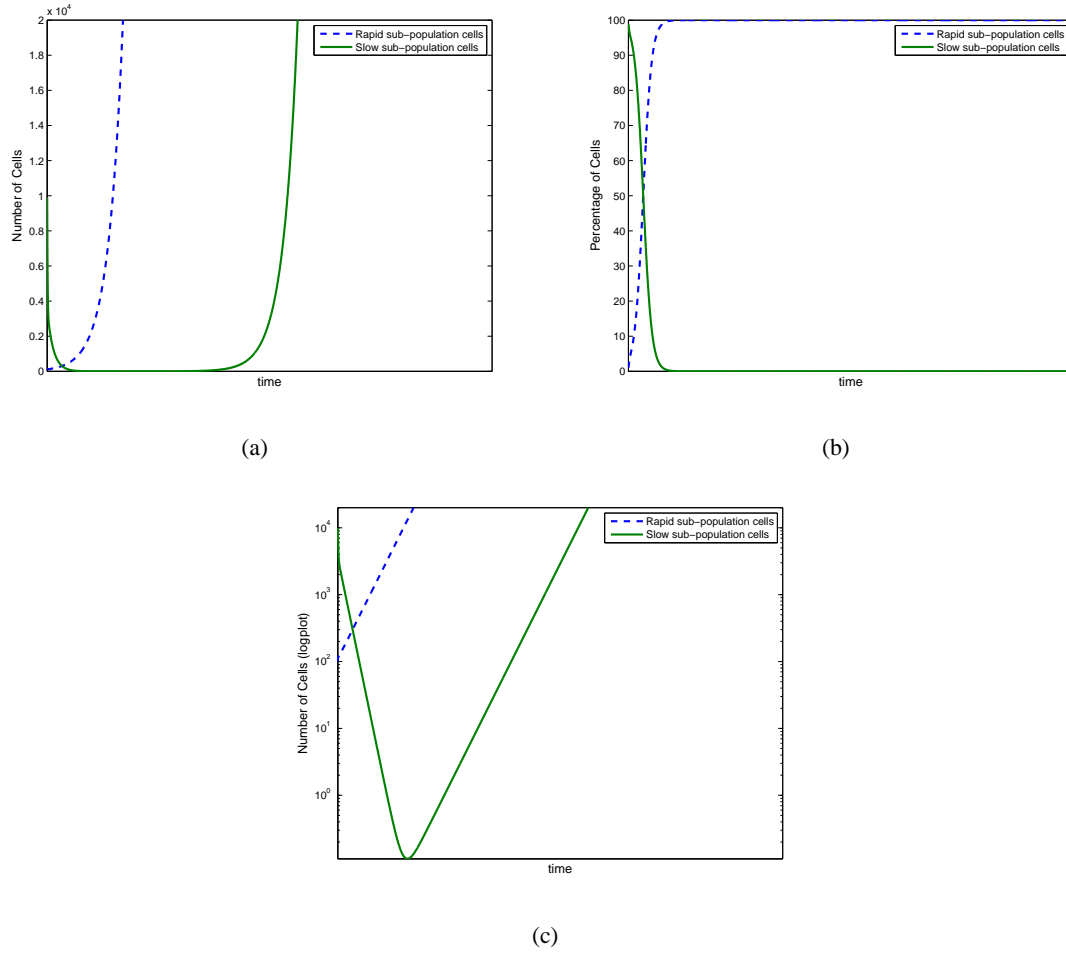 x 10^4
2
1.8
1.6
1.4
1.2
1
0.8
0.6
0.4
0.2
0
Number of Cells
time
Rapid sub−population cells
Slow sub−population cells
(a)
100
90
80
70
60
50
40
30
20
10
0
Percentage of Cells
time
Rapid sub−population cells
Slow sub−population cells
(b)
10^4
10^3
10^2
10^1
10^0
Number of Cells (logplot)
time
Rapid sub−population cells
Slow sub−population cells
(c)